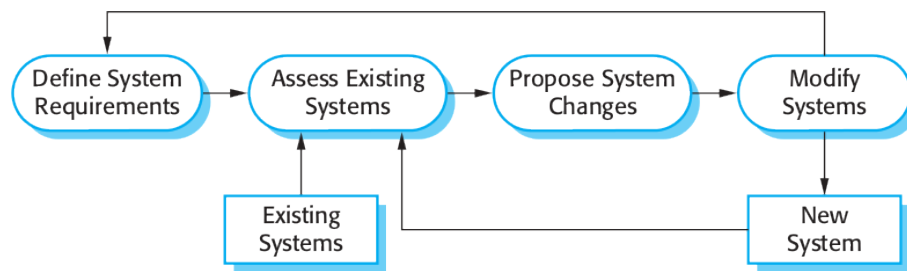 Define System
Requirements
Assess Existing
Systems
Propose System
Changes
Modify
Systems
Existing
Systems
New
System